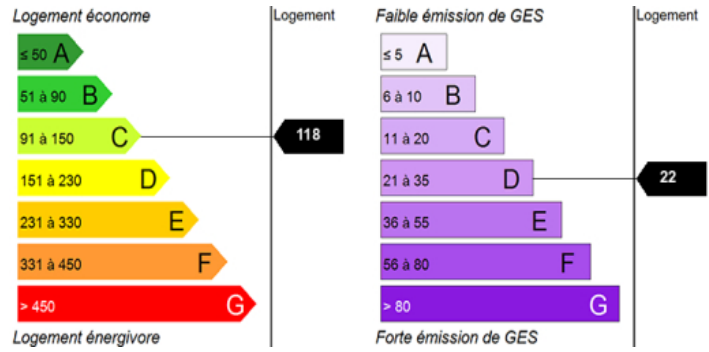 Logement économe
Logement
≤ 50 A
51 à 90 B
91 à 150 C
118
151 à 230 D
231 à 330 E
331 à 450 F
> 450 G
Logement énergivore
Faible émission de GES
Logement
≤ 5 A
6 à 10 B
11 à 20 C
21 à 35 D
22
36 à 55 E
56 à 80 F
> 80 G
Forte émission de GES